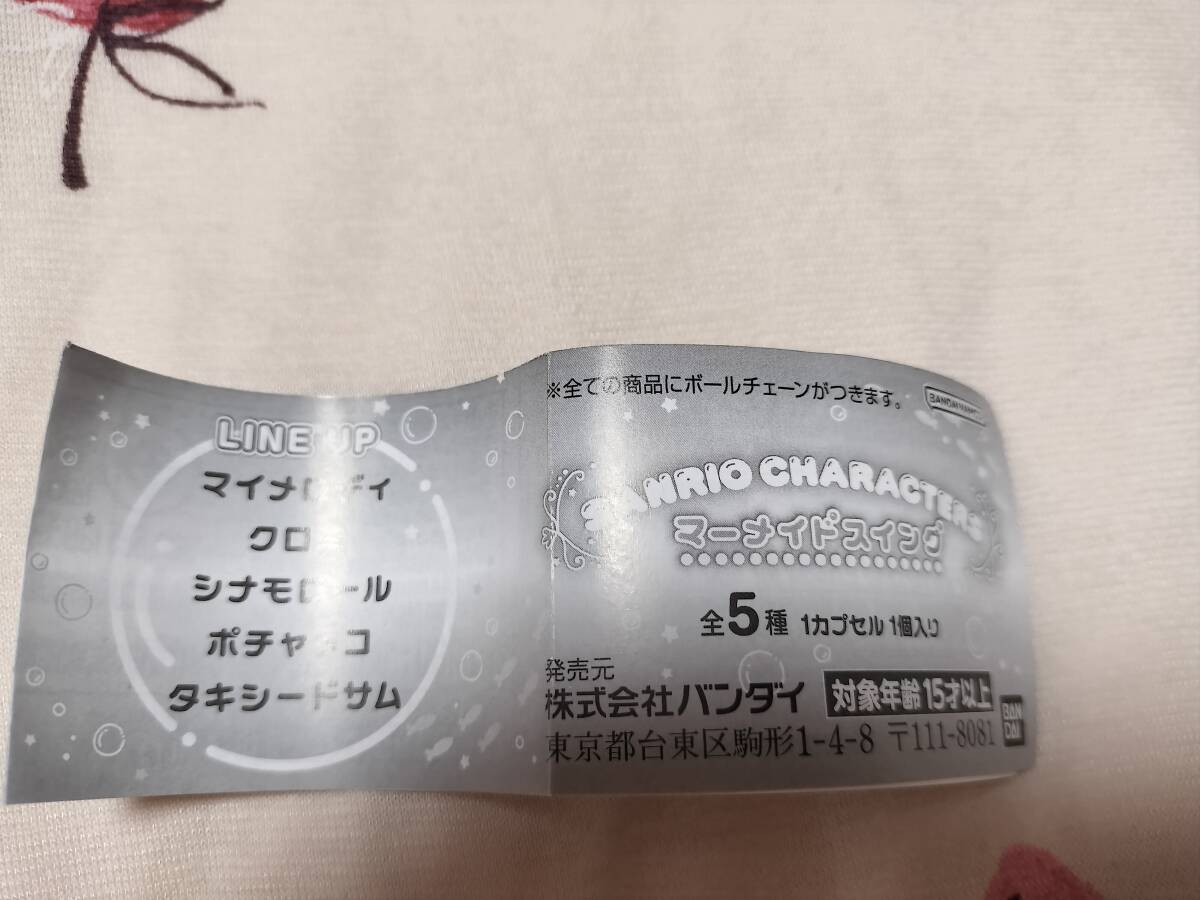 LINE UP
マイメロディ
クロミ
シナモロール
ポチャッコ
タキシードサム
※全ての商品にボールチェーンがつきます。
BANDAI NAMCO
SANRIO CHARACTERS
マーメイドスイング
全5種 1カプセル1個入り
発売元
株式会社バンダイ 対象年齢15才以上
東京都台東区駒形1-4-8 〒111-8081
BAN
DAI